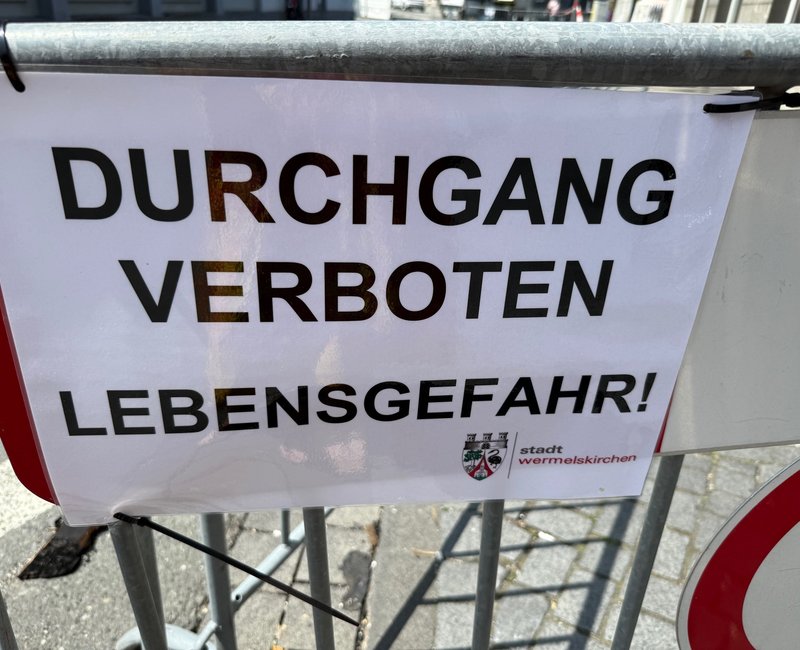 DURCHGANG
VERBOTEN
LEBENSGEFAHR!
stadt
wermelskirchen